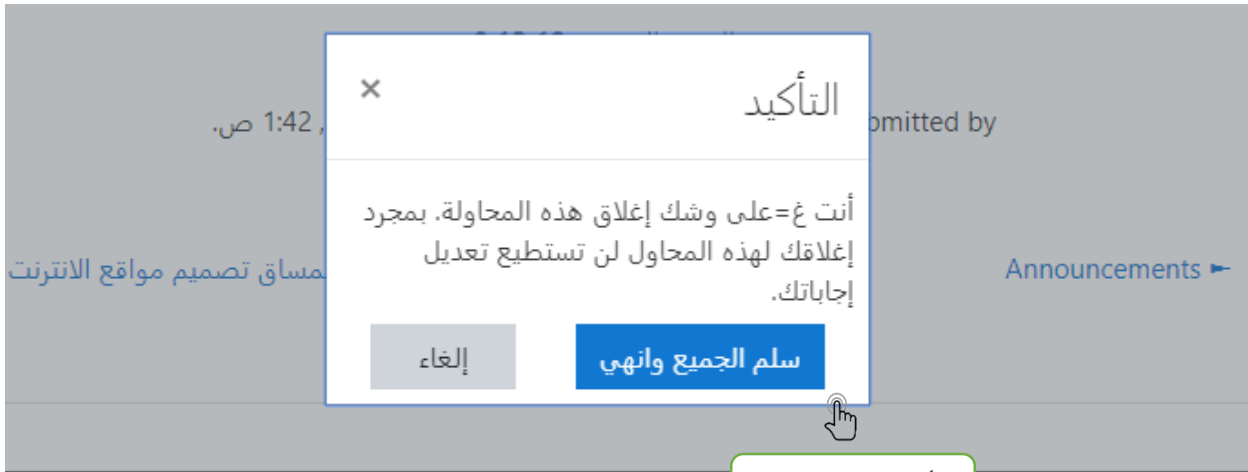 التأكيد
×
bmitted by
, 1:42 ص.
أنت غ=على وشك إغلاق هذه المحاولة. بمجرد
إغلاقك لهذه المحاول لن تستطيع تعديل
إجاباتك.
Announcements
مساق تصميم مواقع الانترنت
سلم الجميع وانهي
إلغاء